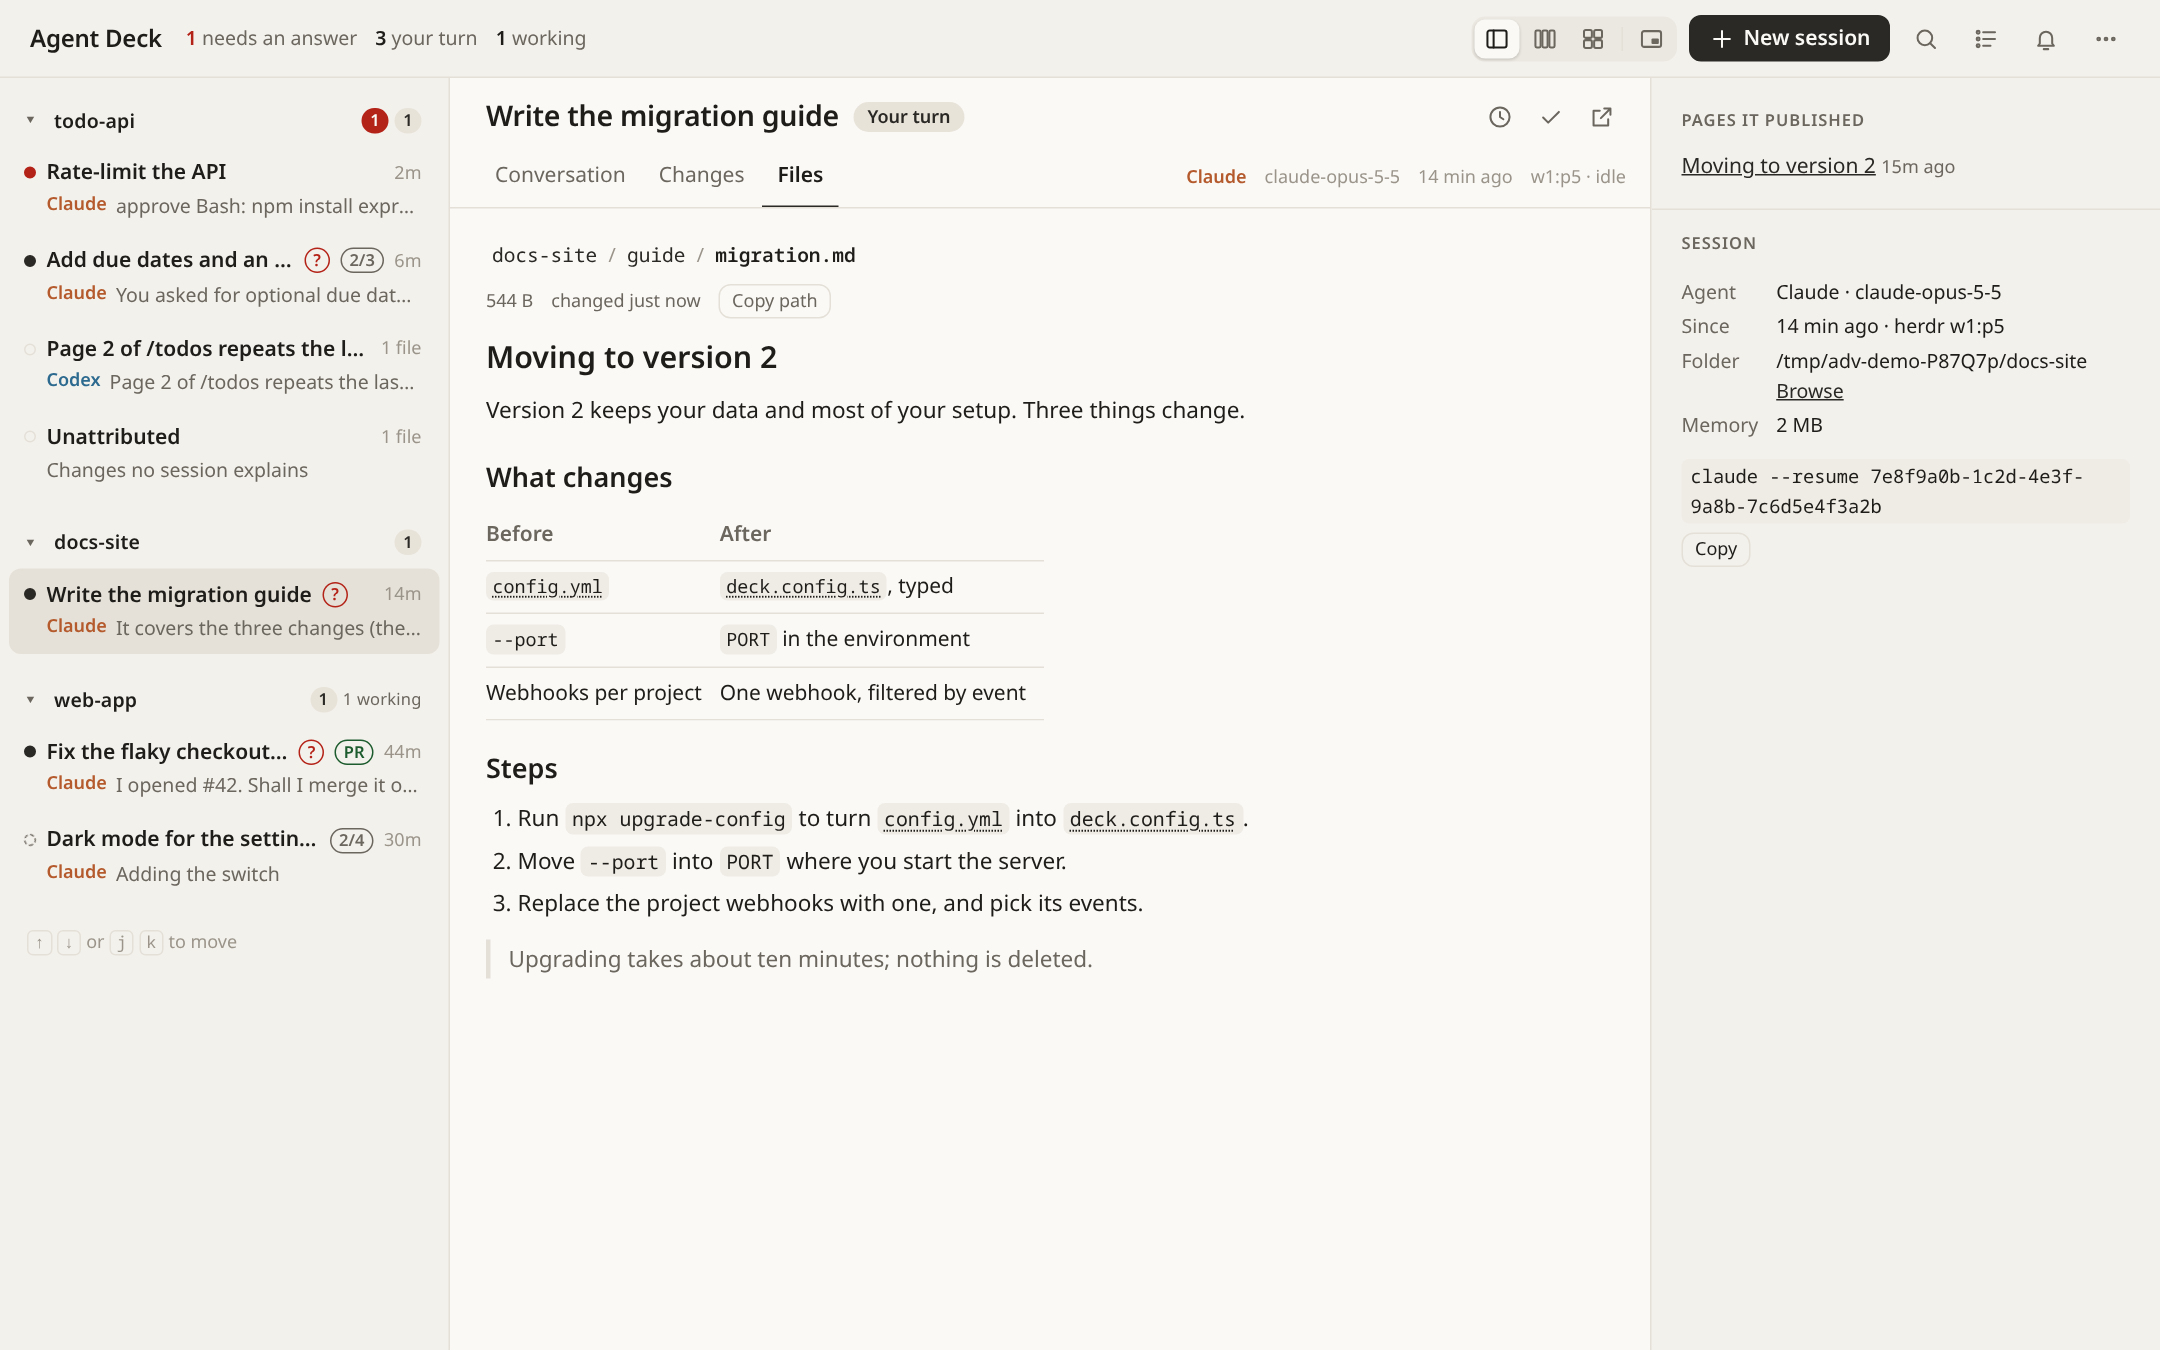 Agent Deck 1 needs an answer 3 your turn 1 working
New session
todo-api 1 1
Rate-limit the API 2m
Claude approve Bash: npm install expr...
Add due dates and an ... ? 2/3 6m
Claude You asked for optional due dat...
Page 2 of /todos repeats the l... 1 file
Codex Page 2 of /todos repeats the las...
Unattributed 1 file
Changes no session explains
docs-site 1
Write the migration guide ? 14m
Claude It covers the three changes (the...
web-app 1 1 working
Fix the flaky checkout... ? PR 44m
Claude I opened #42. Shall I merge it o...
Dark mode for the settin... 2/4 30m
Claude Adding the switch
↑ ↓ or j k to move
Write the migration guide Your turn
Conversation Changes Files
Claude claude-opus-5-5 14 min ago w1:p5 · idle
docs-site / guide / migration.md
544 B changed just now Copy path
Moving to version 2
Version 2 keeps your data and most of your setup. Three things change.
What changes
Before After
config.yml deck.config.ts, typed
--port PORT in the environment
Webhooks per project One webhook, filtered by event
Steps
1. Run npx upgrade-config to turn config.yml into deck.config.ts.
2. Move --port into PORT where you start the server.
3. Replace the project webhooks with one, and pick its events.
Upgrading takes about ten minutes; nothing is deleted.
PAGES IT PUBLISHED
Moving to version 2 15m ago
SESSION
Agent Claude · claude-opus-5-5
Since 14 min ago · herdr w1:p5
Folder /tmp/adv-demo-P87Q7p/docs-site
Browse
Memory 2 MB
claude --resume 7e8f9a0b-1c2d-4e3f-
9a8b-7c6d5e4f3a2b
Copy